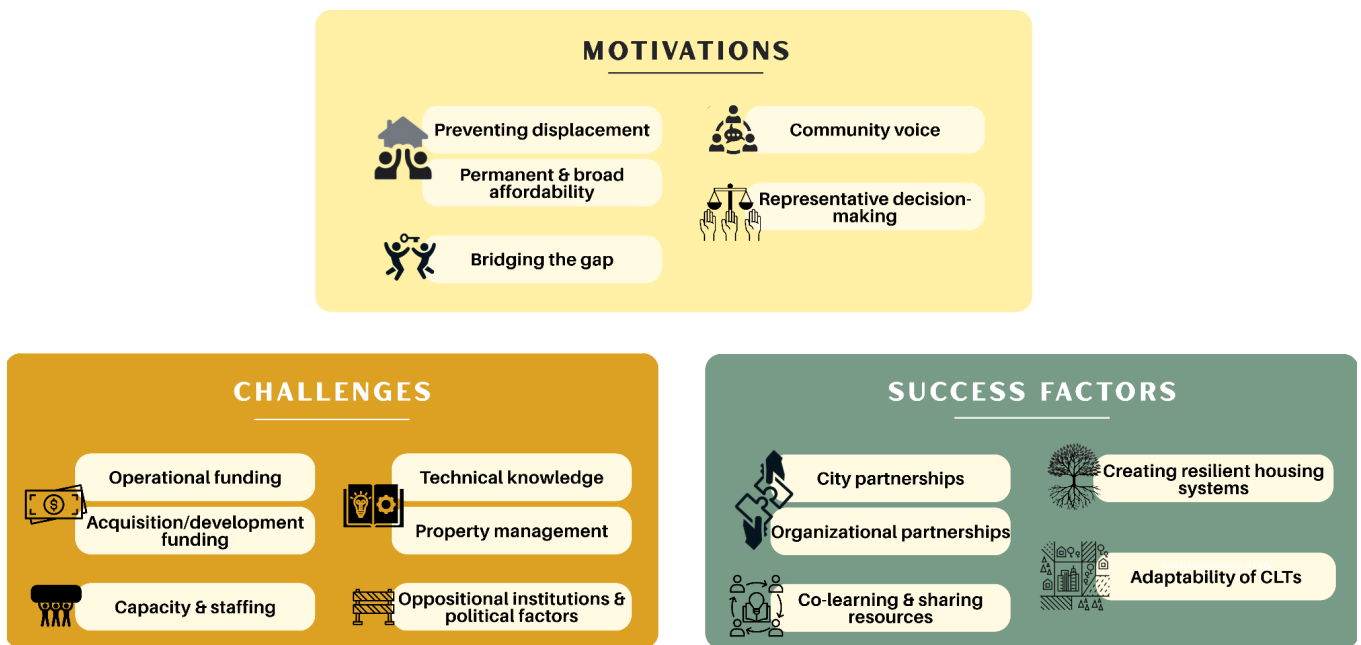 MOTIVATIONS
Preventing displacement
Permanent & broad
affordability
Bridging the gap
Community voice
Representative decision-
making
CHALLENGES
Operational funding
Acquisition/development
funding
Capacity & staffing
Technical knowledge
Property management
Oppositional institutions &
political factors
SUCCESS FACTORS
City partnerships
Organizational partnerships
Co-learning & sharing
resources
Creating resilient housing
systems
Adaptability of CLTs